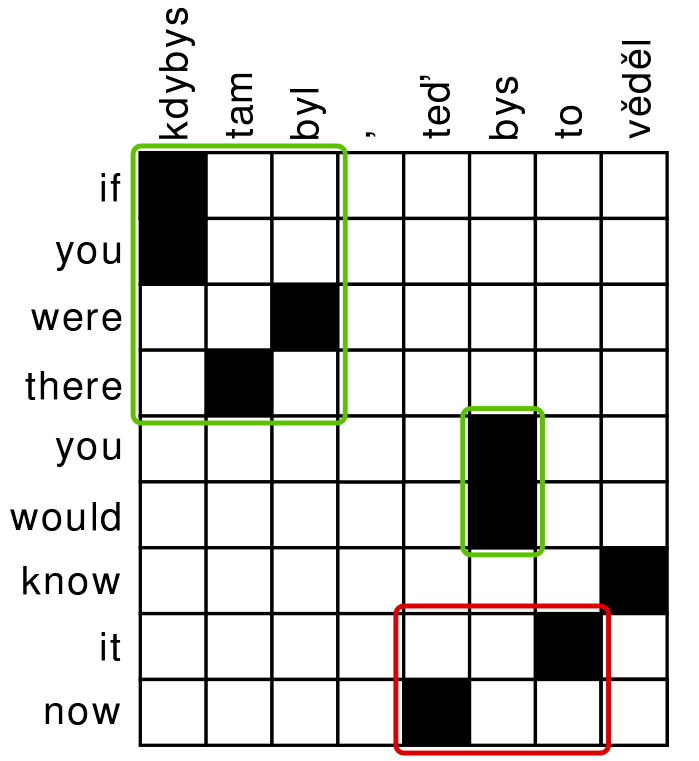 kdybys
tam
byl
,
teď
bys
to
věděl
if
you
were
there
you
would
know
it
now